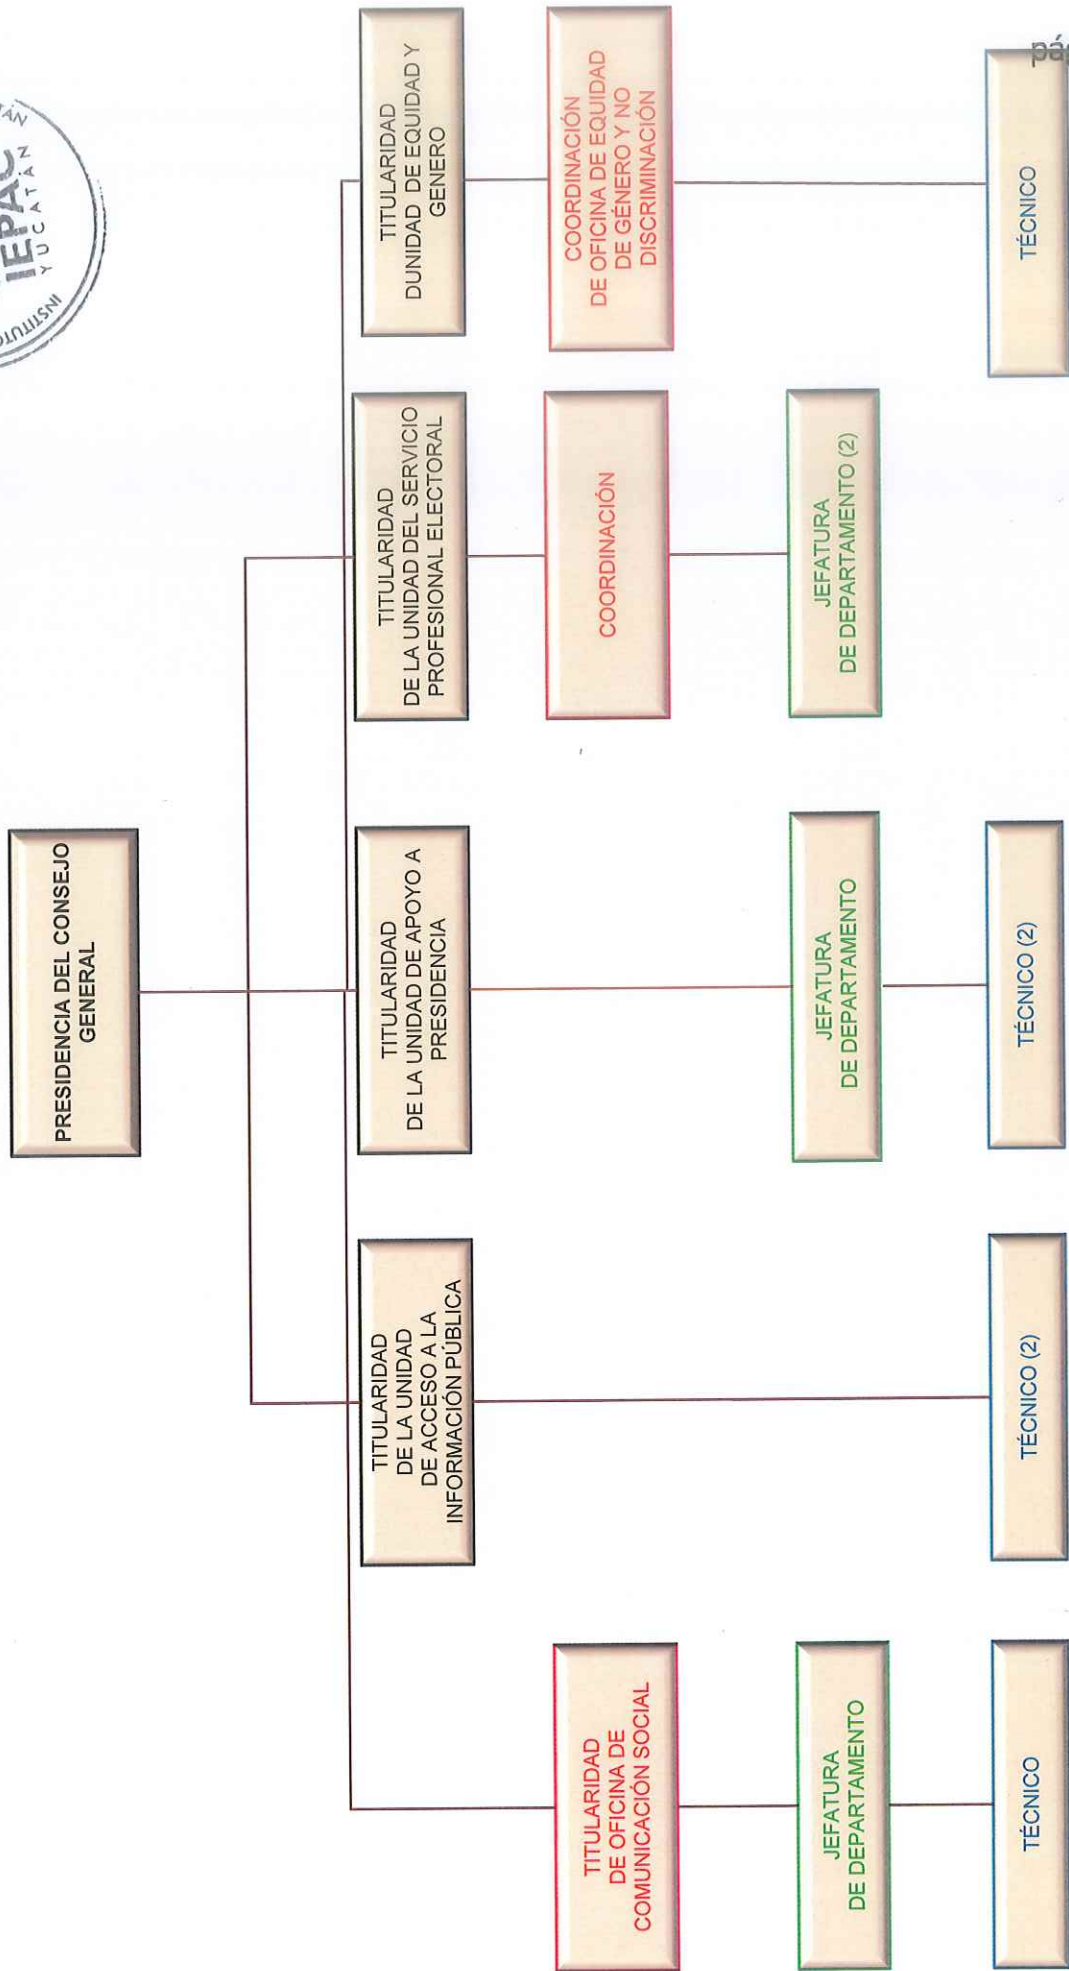 PRESIDENCIA DEL CONSEJO
GENERAL
TITULARIDAD
DE OFICINA DE
COMUNICACIÓN SOCIAL
JEFATURA
DE DEPARTAMENTO
TÉCNICO
TITULARIDAD
DE LA UNIDAD
DE ACCESO A LA
INFORMACIÓN PÚBLICA
TÉCNICO (2)
TITULARIDAD
DE LA UNIDAD DE APOYO A
PRESIDENCIA
JEFATURA
DE DEPARTAMENTO
TÉCNICO (2)
TITULARIDAD
DE LA UNIDAD DEL SERVICIO
PROFESIONAL ELECTORAL
COORDINACIÓN
JEFATURA
DE DEPARTAMENTO (2)
TITULARIDAD
DUNIDAD DE EQUIDAD Y
GENERO
COORDINACIÓN
DE OFICINA DE EQUIDAD
DE GÉNERO Y NO
DISCRIMINACIÓN
TÉCNICO
IEPAC
YUCATÁN
INSTITUTO